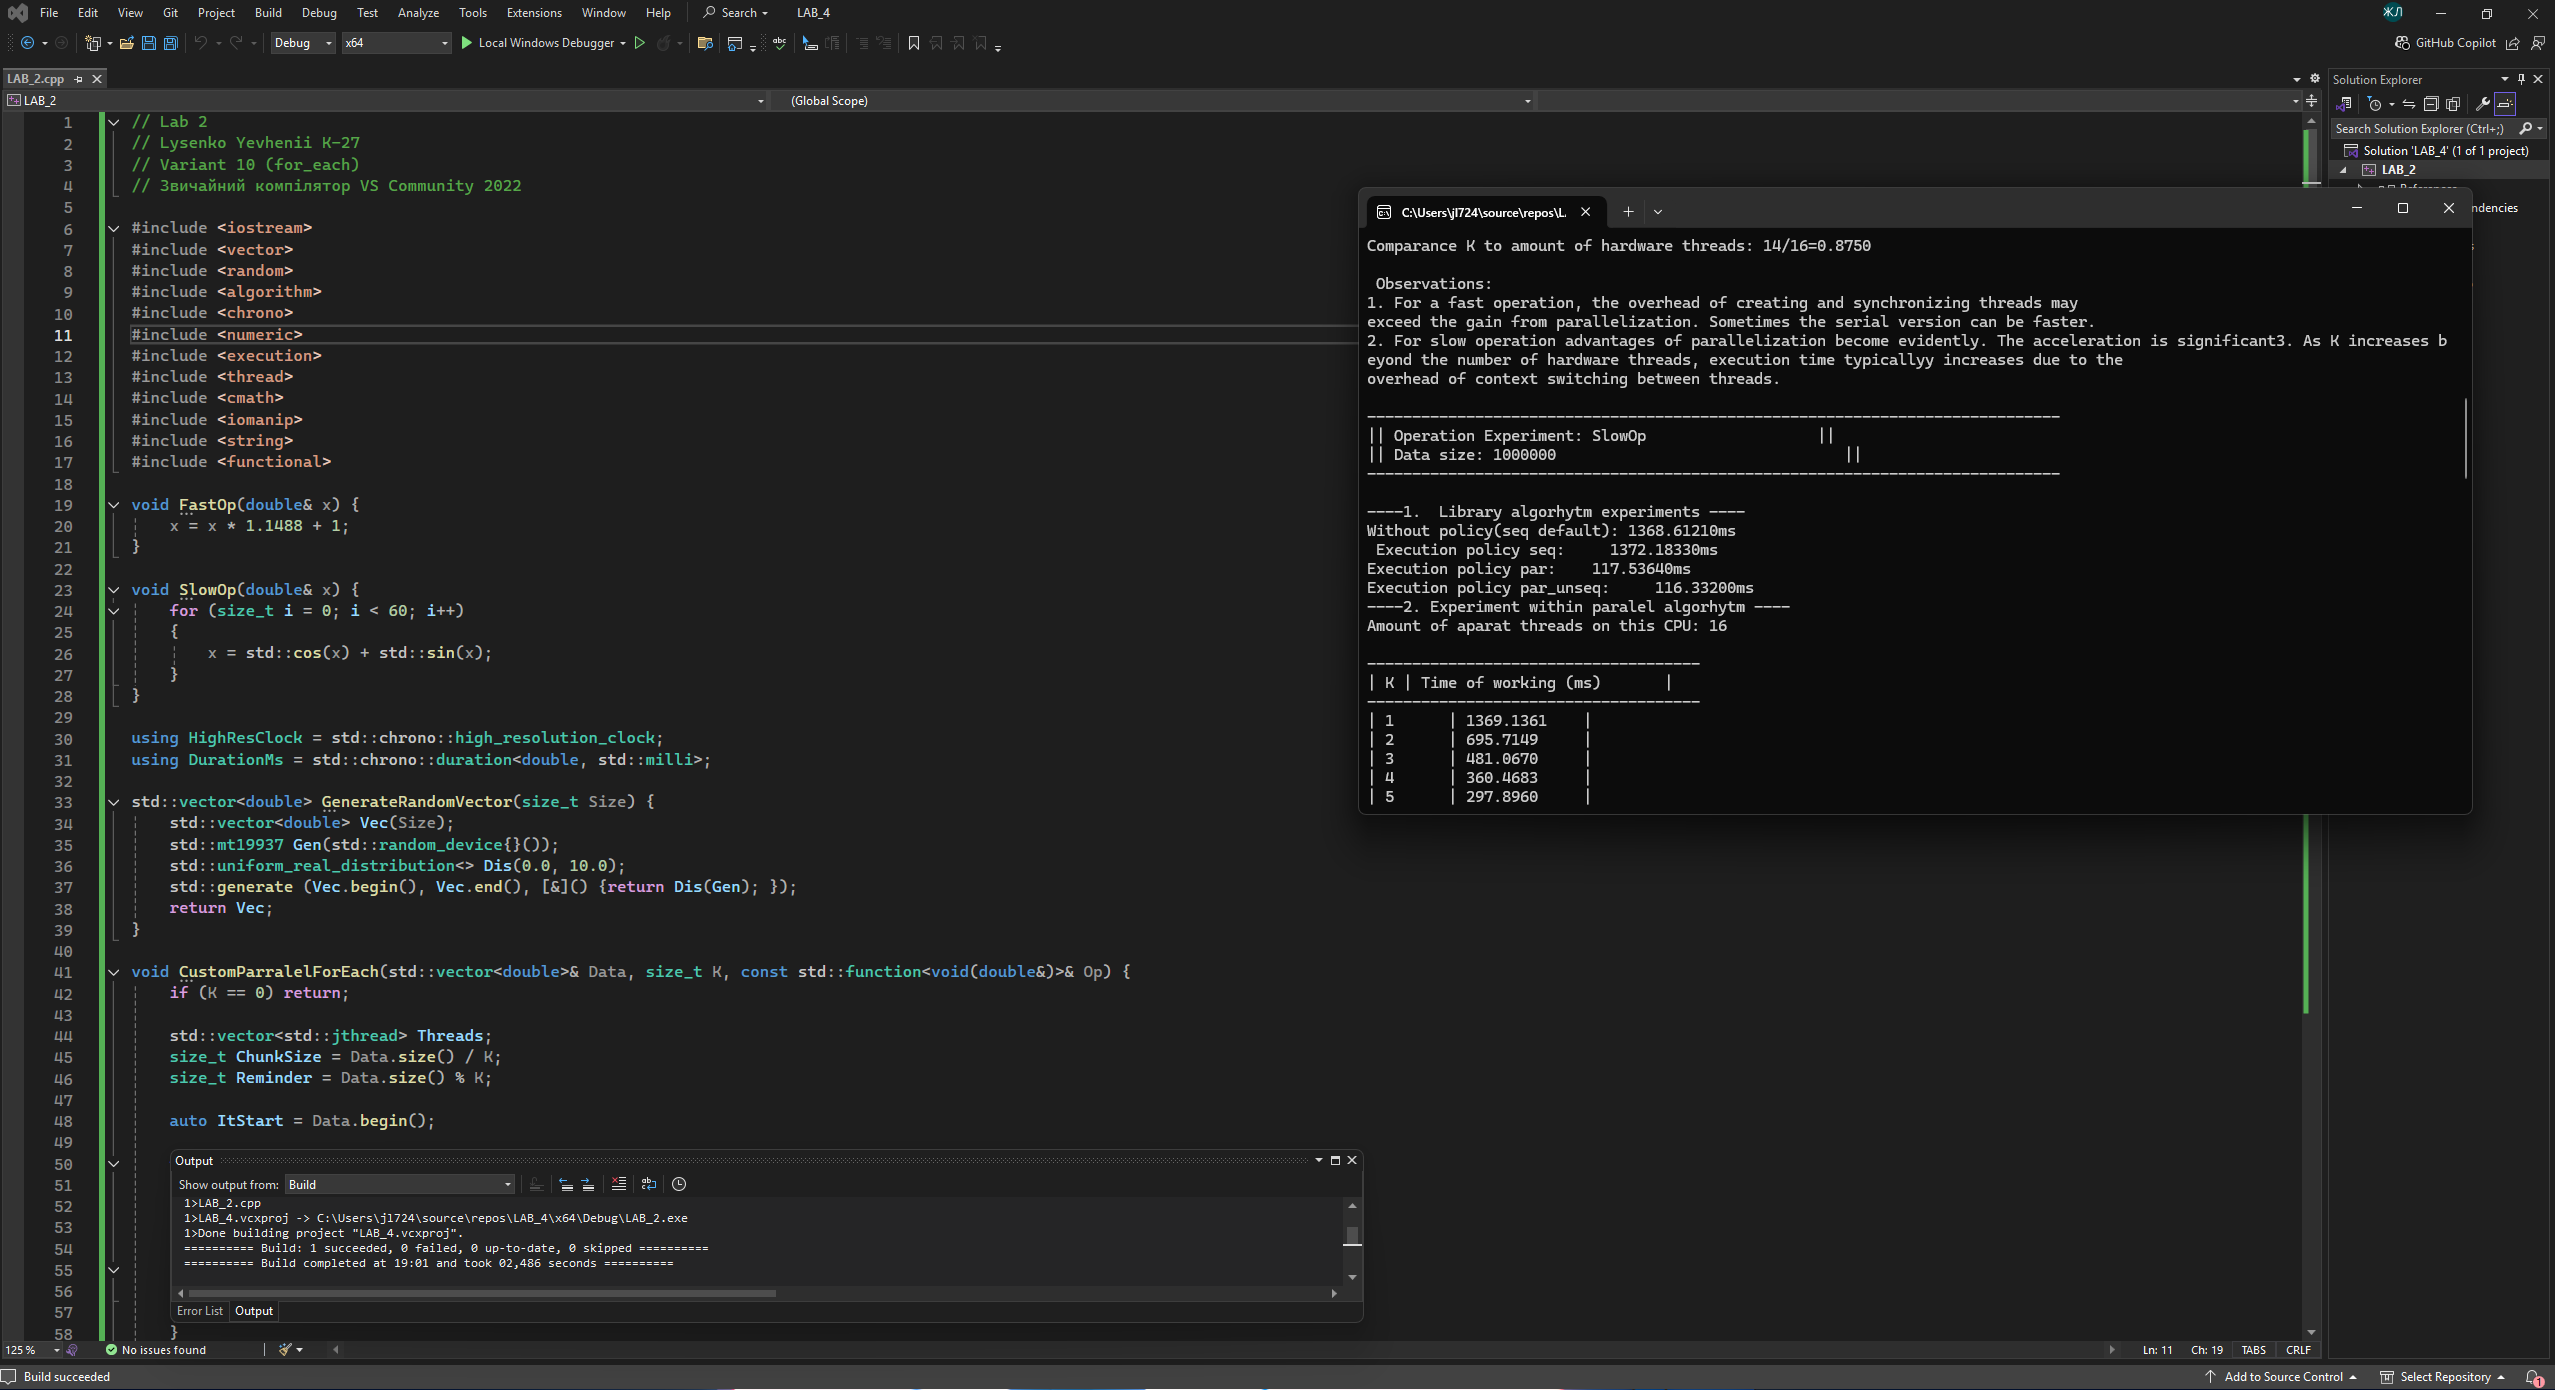 File Edit View Git Project Build Debug Test Analyze Tools Extensions Window Help Search LAB_4 ЖЛ
Debug x64 Local Windows Debugger GitHub Copilot
LAB_2.cpp
LAB_2 (Global Scope)
1 // Lab 2
2 // Lysenko Yevhenii K-27
3 // Variant 10 (for_each)
4 // Звичайний компілятор VS Community 2022
5
6 #include <iostream>
7 #include <vector>
8 #include <random>
9 #include <algorithm>
10 #include <chrono>
11 #include <numeric>
12 #include <execution>
13 #include <thread>
14 #include <cmath>
15 #include <iomanip>
16 #include <string>
17 #include <functional>
18
19 void FastOp(double& x) {
20 x = x * 1.1488 + 1;
21 }
22
23 void SlowOp(double& x) {
24 for (size_t i = 0; i < 60; i++)
25 {
26 x = std::cos(x) + std::sin(x);
27 }
28 }
29
30 using HighResClock = std::chrono::high_resolution_clock;
31 using DurationMs = std::chrono::duration<double, std::milli>;
32
33 std::vector<double> GenerateRandomVector(size_t Size) {
34 std::vector<double> Vec(Size);
35 std::mt19937 Gen(std::random_device{}());
36 std::uniform_real_distribution<> Dis(0.0, 10.0);
37 std::generate (Vec.begin(), Vec.end(), [&]() {return Dis(Gen); });
38 return Vec;
39 }
40
41 void CustomParralelForEach(std::vector<double>& Data, size_t K, const std::function<void(double&)>& Op) {
42 if (K == 0) return;
43
44 std::vector<std::jthread> Threads;
45 size_t ChunkSize = Data.size() / K;
46 size_t Reminder = Data.size() % K;
47
48 auto ItStart = Data.begin();
49
50
51
52
53
54
55
56
57
58 }
Output
Show output from: Build
1>LAB_2.cpp
1>LAB_4.vcxproj -> C:\Users\jl724\source\repos\LAB_4\x64\Debug\LAB_2.exe
1>Done building project "LAB_4.vcxproj".
========== Build: 1 succeeded, 0 failed, 0 up-to-date, 0 skipped ==========
========== Build completed at 19:01 and took 02,486 seconds ==========
Error List Output
C:\Users\jl724\source\repos\L.
Comparance K to amount of hardware threads: 14/16=0.8750
Observations:
1. For a fast operation, the overhead of creating and synchronizing threads may
exceed the gain from parallelization. Sometimes the serial version can be faster.
2. For slow operation advantages of parallelization become evidently. The acceleration is significant3. As K increases b
eyond the number of hardware threads, execution time typicallyy increases due to the
overhead of context switching between threads.
-----------------------------------------------------------------------------
|| Operation Experiment: SlowOp ||
|| Data size: 1000000 ||
-----------------------------------------------------------------------------
----1. Library algorhytm experiments ----
Without policy(seq default): 1368.61210ms
Execution policy seq: 1372.18330ms
Execution policy par: 117.53640ms
Execution policy par_unseq: 116.33200ms
----2. Experiment within paralel algorhytm ----
Amount of aparat threads on this CPU: 16
-------------------------------------
| K | Time of working (ms) |
-------------------------------------
| 1 | 1369.1361 |
| 2 | 695.7149 |
| 3 | 481.0670 |
| 4 | 360.4683 |
| 5 | 297.8960 |
Solution Explorer
Search Solution Explorer (Ctrl+;)
Solution 'LAB_4' (1 of 1 project)
LAB_2
ndencies
125 % No issues found Ln: 11 Ch: 19 TABS CRLF
Build succeeded Add to Source Control Select Repository 1